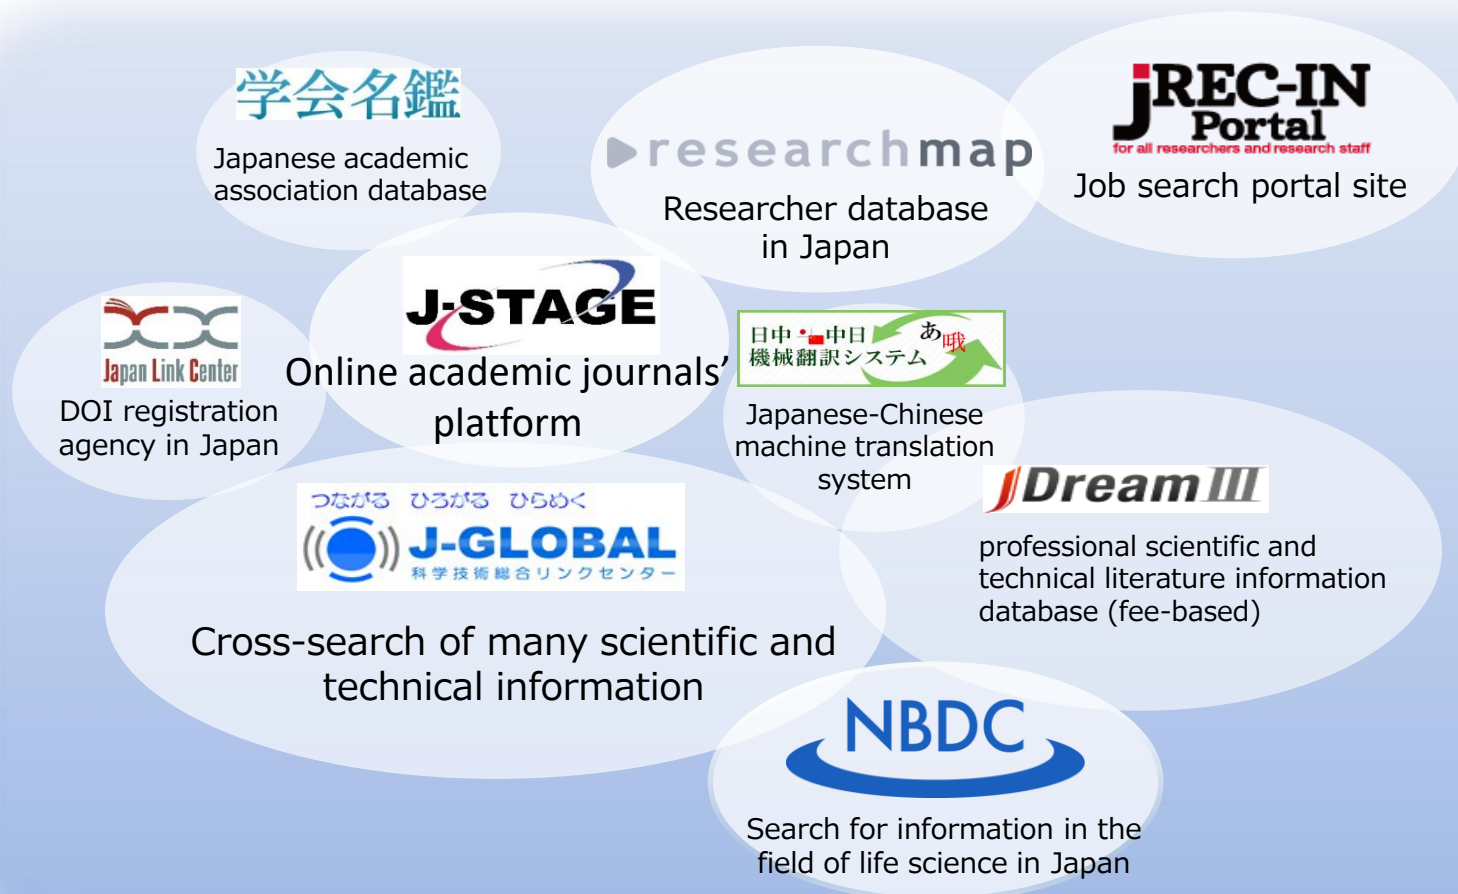 学会名鑑
Japanese academic
association database
researchmap
Researcher database
in Japan
jREC-IN
Portal
for all researchers and research staff
Job search portal site
Japan Link Center
DOI registration
agency in Japan
J-STAGE
Online academic journals’
platform
日中 中日
機械翻訳システム
あ
哦
Japanese-Chinese
machine translation
system
JDreamIII
professional scientific and
technical literature information
database (fee-based)
つながる ひろがる ひらめく
J-GLOBAL
科学技術総合リンクセンター
Cross-search of many scientific and
technical information
NBDC
Search for information in the
field of life science in Japan